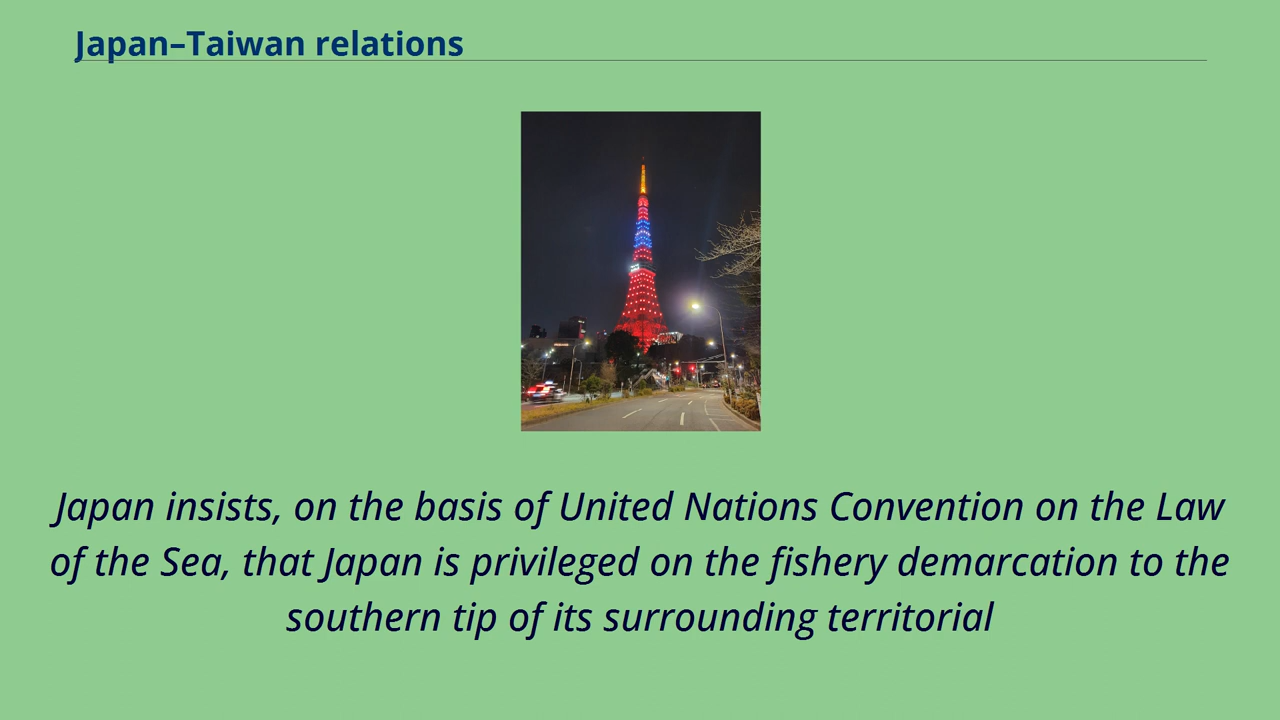 Japan–Taiwan relations
Japan insists, on the basis of United Nations Convention on the Law
of the Sea, that Japan is privileged on the fishery demarcation to the
southern tip of its surrounding territorial